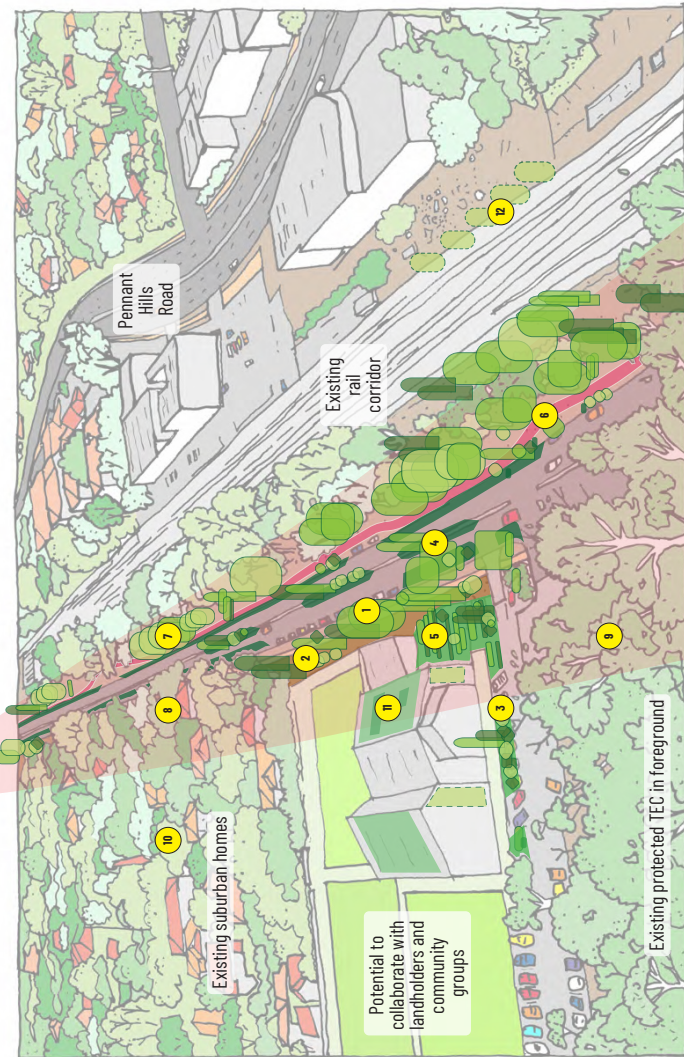 Pennant
Hills
Road
10
8
7
Existing suburban homes
2
Existing
rail
corridor
1
11
Potential to
collaborate with
landholders and
community
groups
5
4
3
12
6
9
Existing protected TEC in foreground